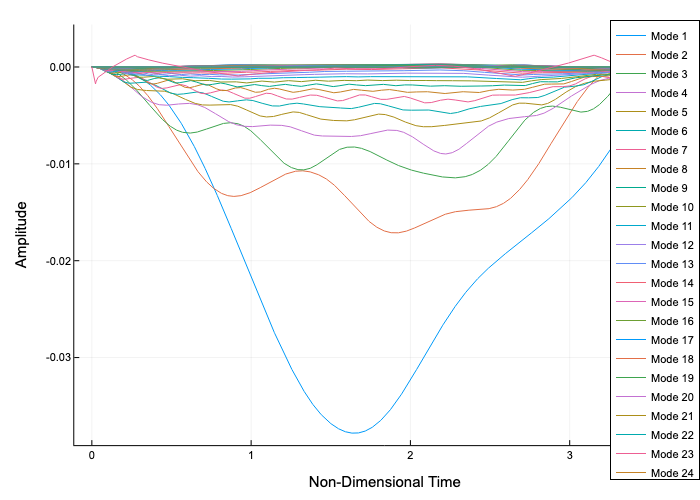 0.00
-0.01
-0.02
-0.03
Amplitude
0
1
2
3
Non-Dimensional Time
Mode 1
Mode 2
Mode 3
Mode 4
Mode 5
Mode 6
Mode 7
Mode 8
Mode 9
Mode 10
Mode 11
Mode 12
Mode 13
Mode 14
Mode 15
Mode 16
Mode 17
Mode 18
Mode 19
Mode 20
Mode 21
Mode 22
Mode 23
Mode 24